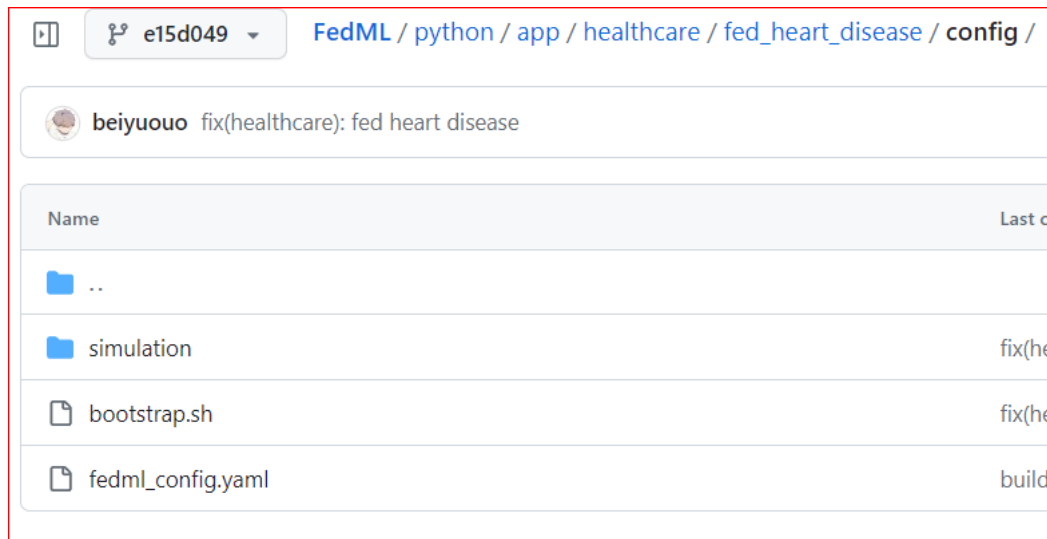 e15d049 FedML / python / app / healthcare / fed_heart_disease / config /
beiyuouo fix(healthcare): fed heart disease
Name Last
..
simulation fix(he
bootstrap.sh fix(he
fedml_config.yaml build